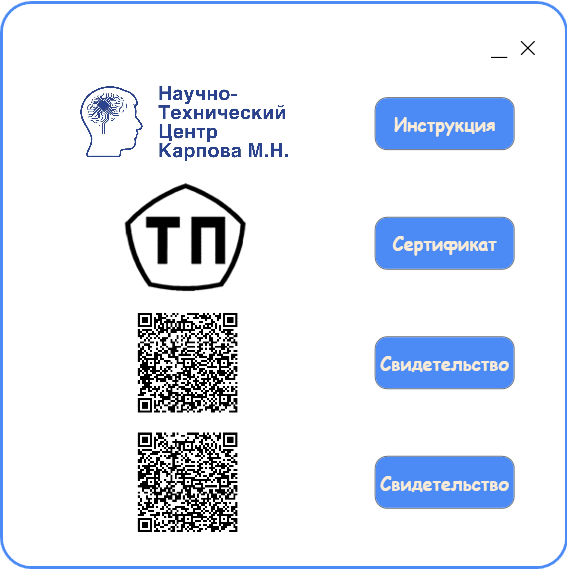 Научно-
Технический
Центр
Карпова М.Н.
Инструкция
ТП
Сертификат
Свидетельство
Свидетельство